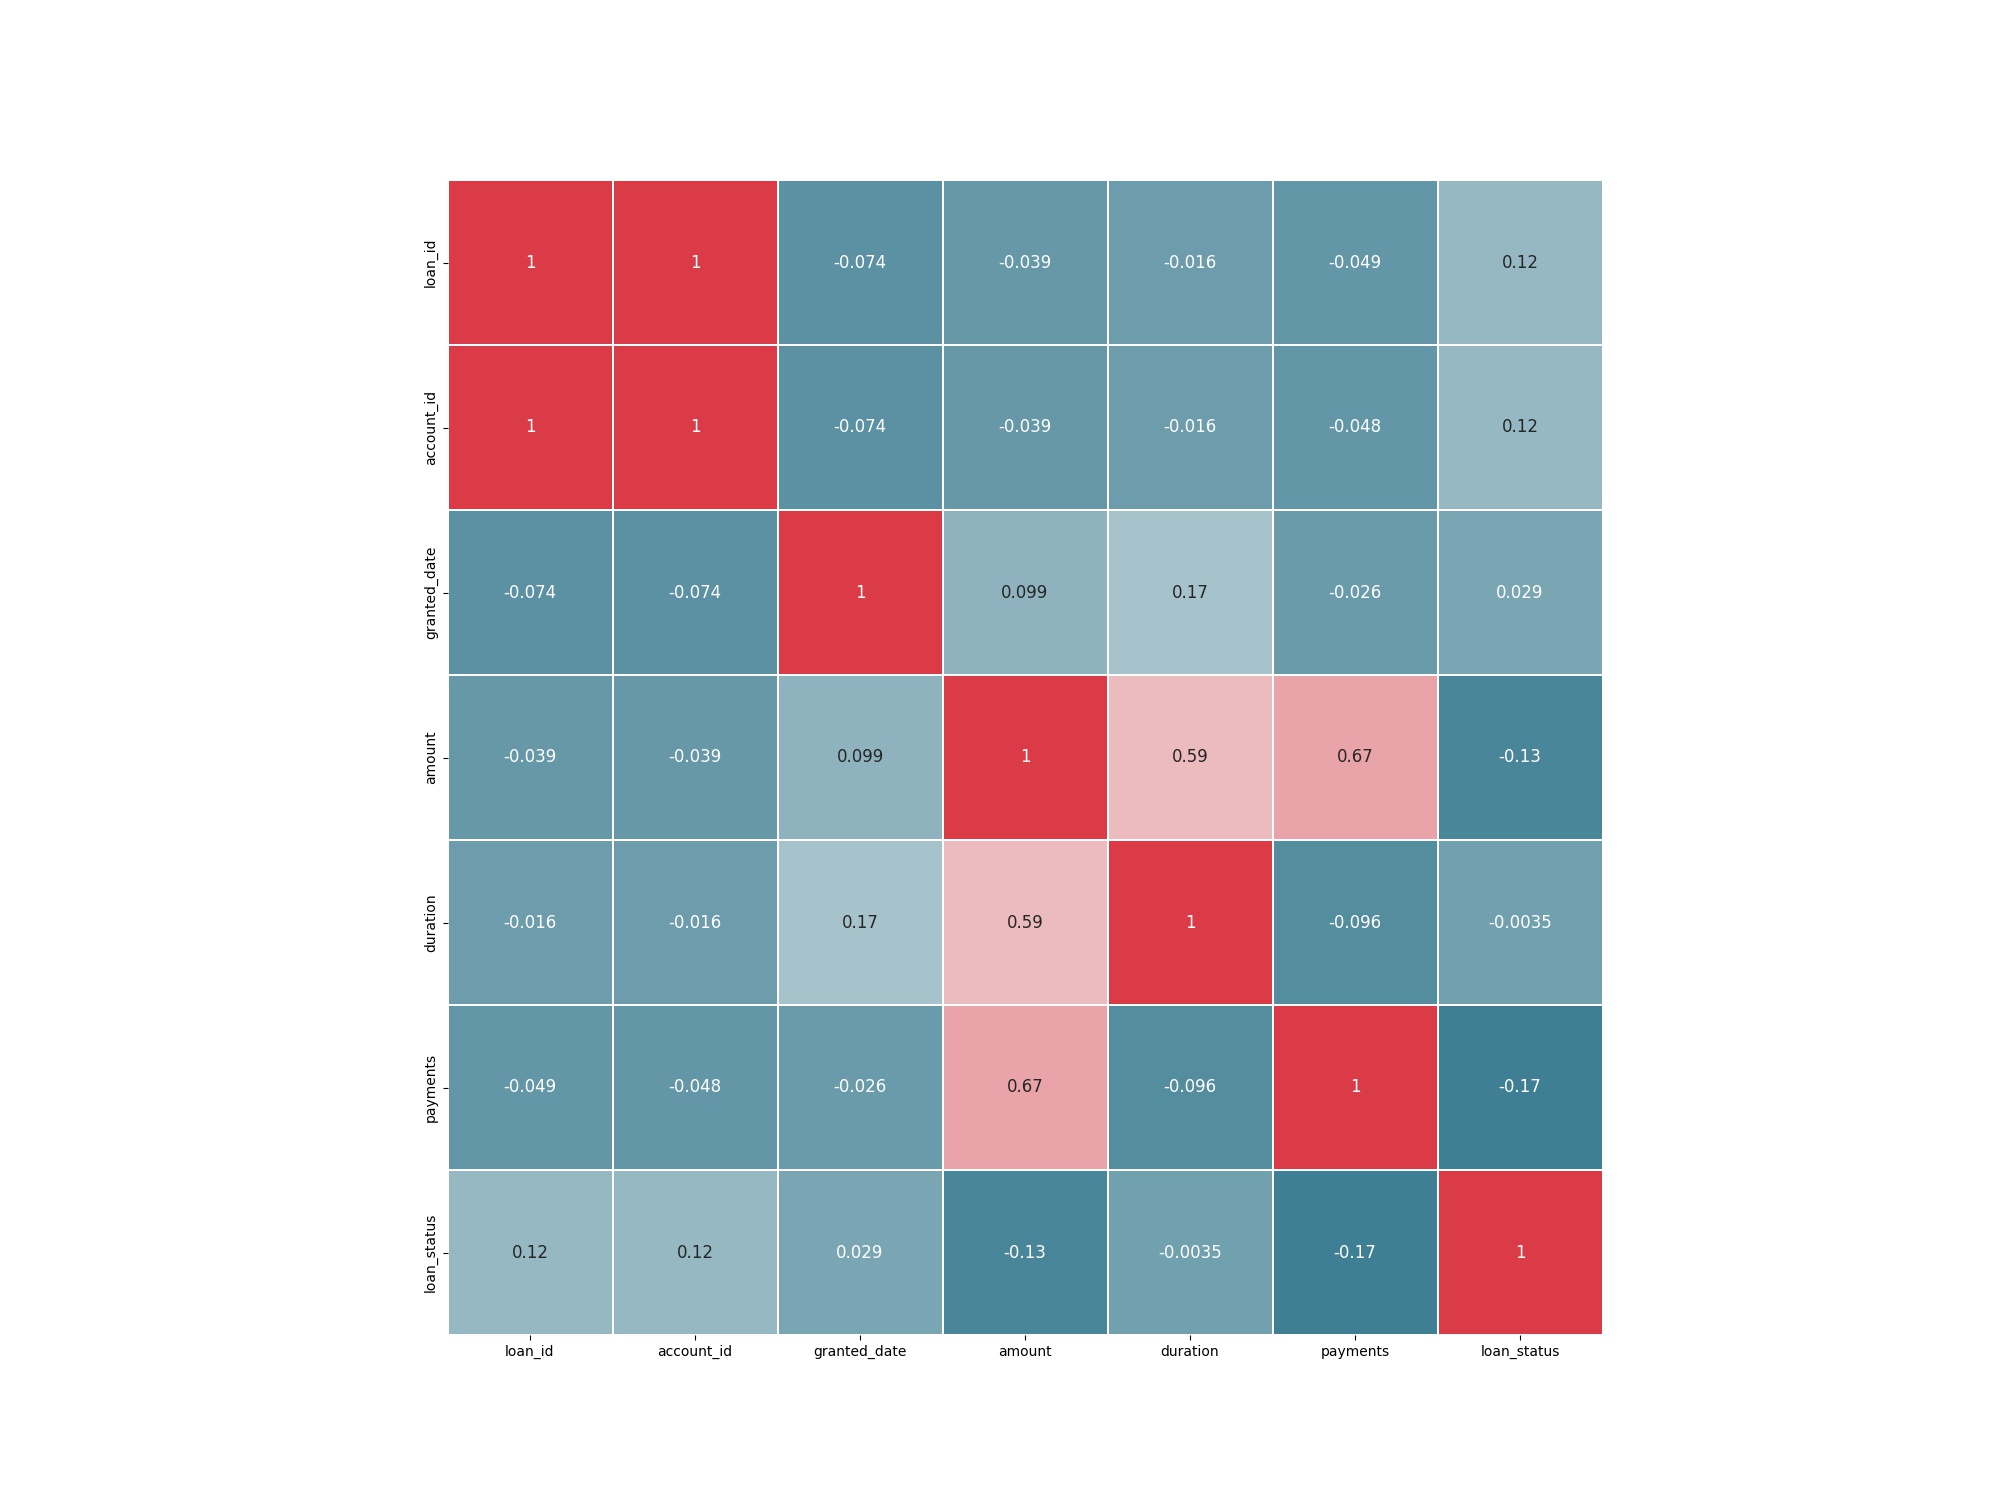 loan_id 1 1 -0.074 -0.039 -0.016 -0.049 0.12
account_id 1 1 -0.074 -0.039 -0.016 -0.048 0.12
granted_date -0.074 -0.074 1 0.099 0.17 -0.026 0.029
amount -0.039 -0.039 0.099 1 0.59 0.67 -0.13
duration -0.016 -0.016 0.17 0.59 1 -0.096 -0.0035
payments -0.049 -0.048 -0.026 0.67 -0.096 1 -0.17
loan_status 0.12 0.12 0.029 -0.13 -0.0035 -0.17 1
loan_id account_id granted_date amount duration payments loan_status